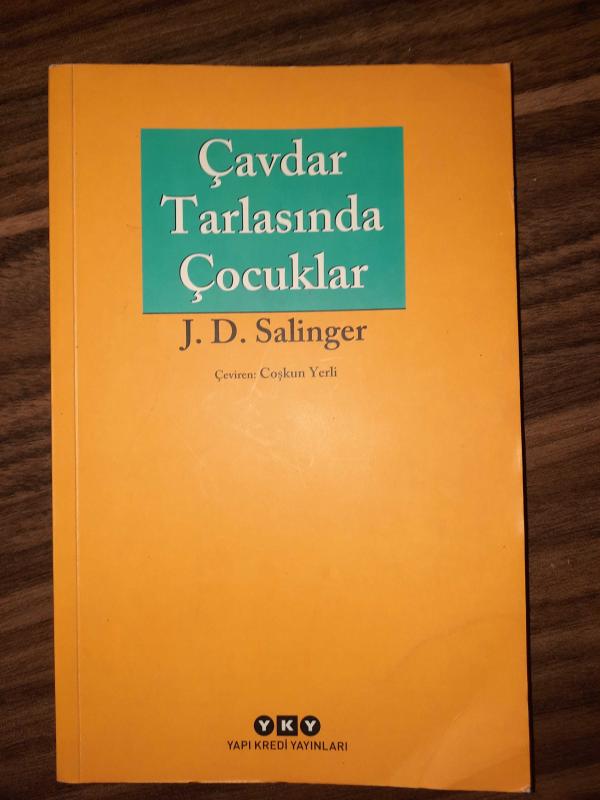 Çavdar
Tarlasında
Çocuklar
J. D. Salinger
Çeviren: Coşkun Yerli
YKY
YAPI KREDİ YAYINLARI